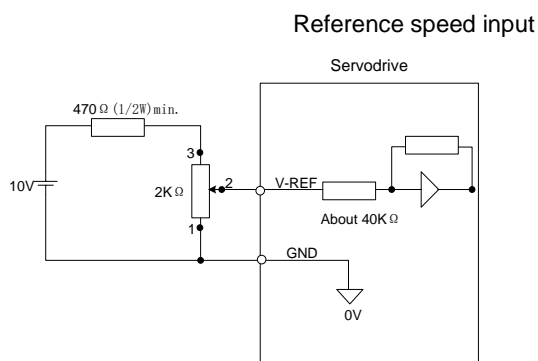 Reference speed input
Servodrive
470Ω(1/2W)min.
3
10V
2KΩ
2
V-REF
About 40KΩ
1
GND
0V